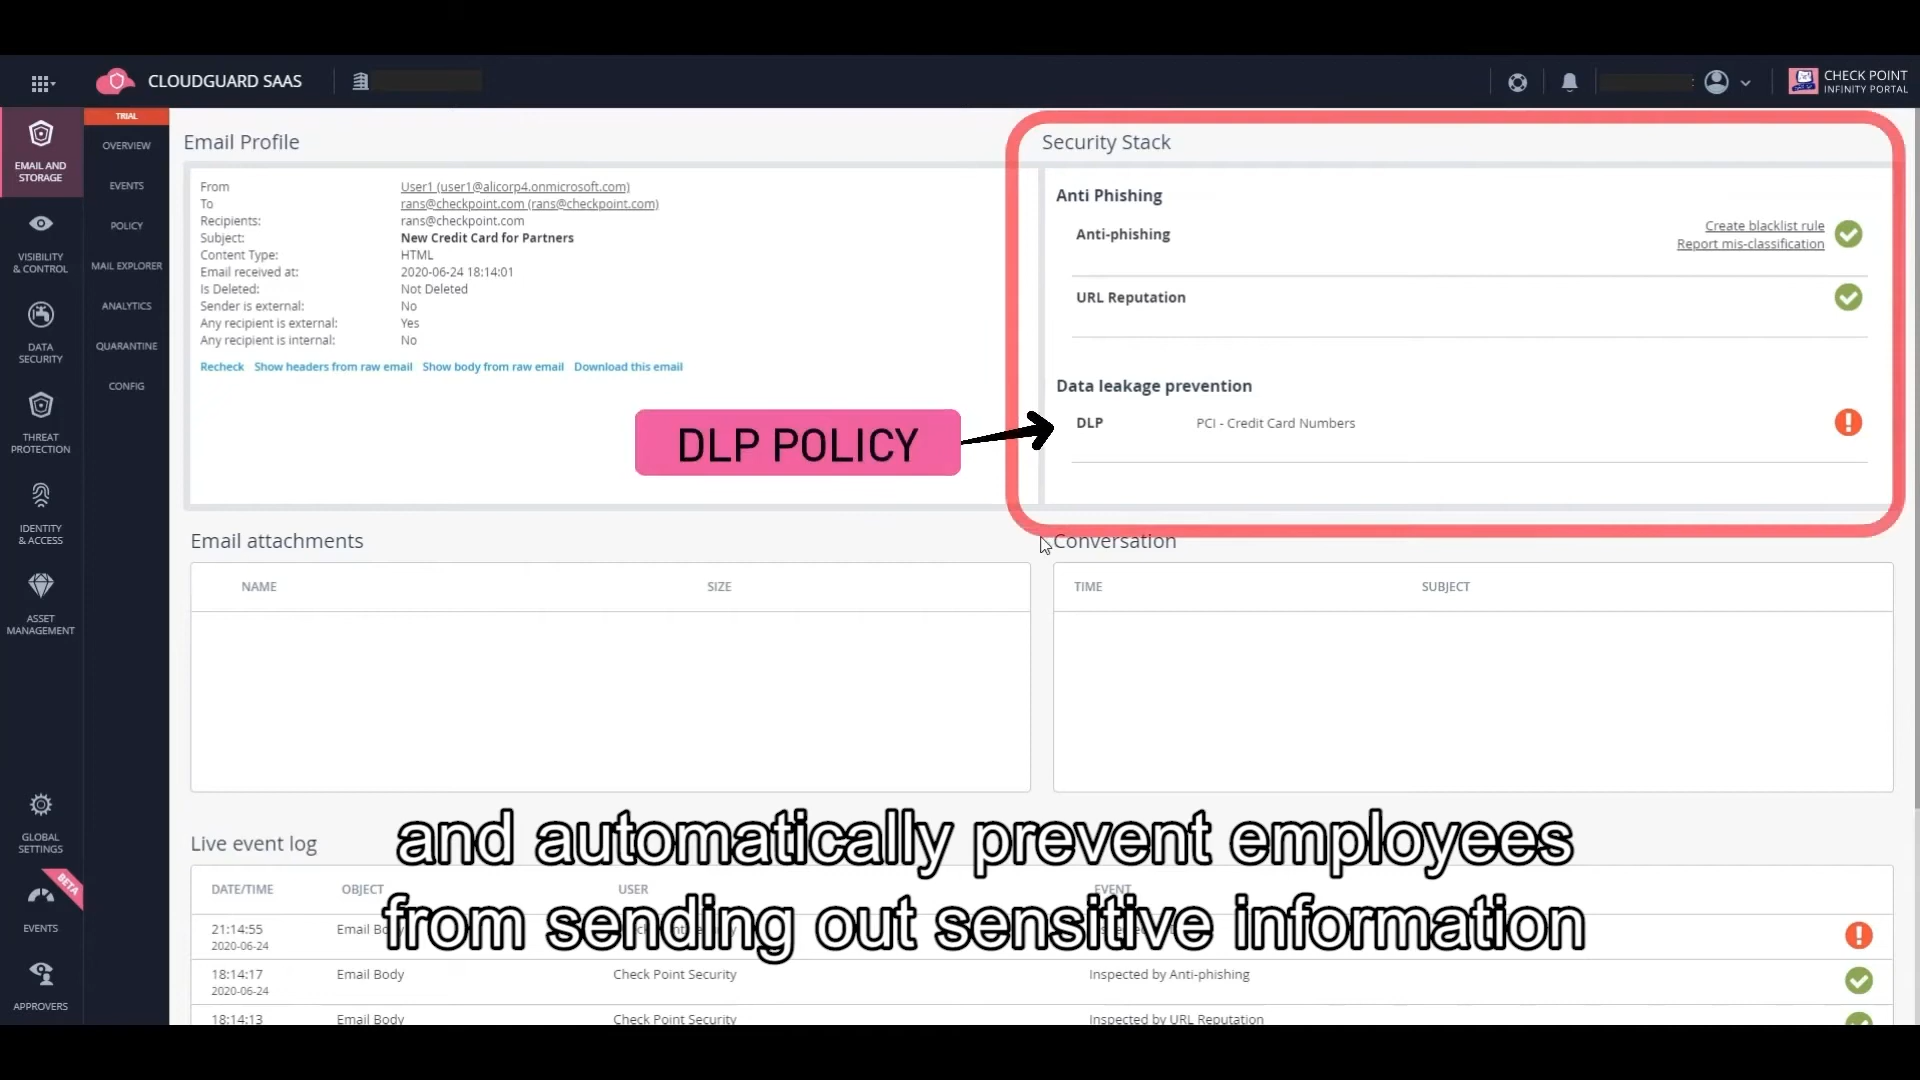 CLOUDGUARD SAAS
CHECK POINT
INFINITY PORTAL
EMAIL AND
STORAGE
VISIBILITY
& CONTROL
DATA
SECURITY
THREAT
PROTECTION
IDENTITY
& ACCESS
ASSET
MANAGEMENT
GLOBAL
SETTINGS
BETA
EVENTS
APPROVERS
TRIAL
OVERVIEW
EVENTS
POLICY
MAIL EXPLORER
ANALYTICS
QUARANTINE
CONFIG
Email Profile
From User1 (user1@alicorp4.onmicrosoft.com)
To rans@checkpoint.com (rans@checkpoint.com)
Recipients: rans@checkpoint.com
Subject: New Credit Card for Partners
Content Type: HTML
Email received at: 2020-06-24 18:14:01
Is Deleted: Not Deleted
Sender is external: No
Any recipient is external: Yes
Any recipient is internal: No
Recheck Show headers from raw email Show body from raw email Download this email
DLP POLICY
Security Stack
Anti Phishing
Anti-phishing
Create blacklist rule
Report mis-classification
URL Reputation
Data leakage prevention
DLP PCI - Credit Card Numbers
Email attachments
NAME SIZE
Conversation
TIME SUBJECT
Live event log
DATE/TIME OBJECT USER EVENT
21:14:55 Email
2020-06-24
18:14:17 Email Body Check Point Security Inspected by Anti-phishing
2020-06-24
18:14:13 Email Body Check Point Security Inspected by URL Reputation
and automatically prevent employees
from sending out sensitive information